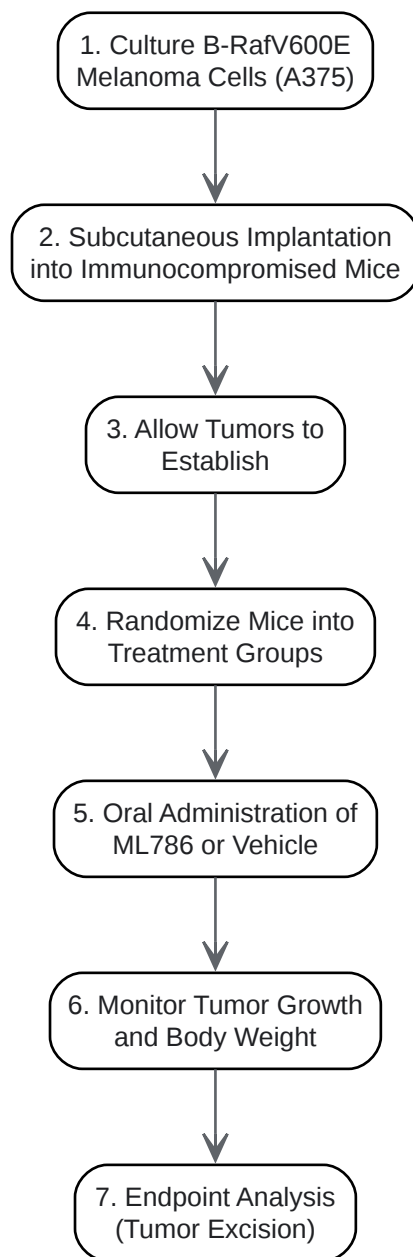 1. Culture B-RafV600E
Melanoma Cells (A375)
2. Subcutaneous Implantation
into Immunocompromised Mice
3. Allow Tumors to
Establish
4. Randomize Mice into
Treatment Groups
5. Oral Administration of
ML786 or Vehicle
6. Monitor Tumor Growth
and Body Weight
7. Endpoint Analysis
(Tumor Excision)